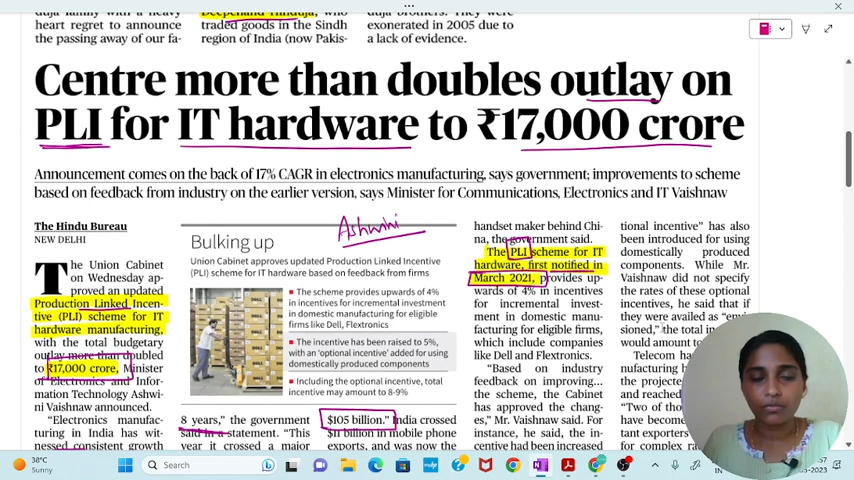 duja family with a heavy
heart regret to announce
the passing away of our fa-
Deepchand Hinduja, who
traded goods in the Sindh
region of India (now Pakis-
duja brothers. They were
exonerated in 2005 due to
a lack of evidence.
Centre more than doubles outlay on
PLI for IT hardware to ₹17,000 crore
Announcement comes on the back of 17% CAGR in electronics manufacturing, says government; improvements to scheme
based on feedback from industry on the earlier version, says Minister for Communications, Electronics and IT Vaishnaw
The Hindu Bureau
NEW DELHI
The Union Cabinet
on Wednesday ap-
proved an updated
Production Linked Incen-
tive (PLI) scheme for IT
hardware manufacturing,
with the total budgetary
outlay more than doubled
to ₹17,000 crore, Minister
of Electronics and Infor-
mation Technology Ashwi-
ni Vaishnaw announced.
"Electronics manufac-
turing in India has wit-
nessed consistent growth
Ashwini
Bulking up
Union Cabinet approves updated Production Linked Incentive
(PLI) scheme for IT hardware based on feedback from firms
The scheme provides upwards of 4%
in incentives for incremental investment
in domestic manufacturing for eligible
firms like Dell, Flextronics
The incentive has been raised to 5%,
with an 'optional incentive' added for using
domestically produced components
Including the optional incentive, total
incentive may amount to 8-9%
8 years," the government
said in a statement. "This
year it crossed a major
$105 billion." India crossed
$11 billion in mobile phone
exports, and was now the
handset maker behind Chi-
na, the government said.
The PLI scheme for IT
hardware, first notified in
March 2021, provides up-
wards of 4% in incentives
for incremental invest-
ment in domestic manu-
facturing for eligible firms,
which include companies
like Dell and Flextronics.
"Based on industry
feedback on improving...
the scheme, the Cabinet
has approved the chang-
es," Mr. Vaishnaw said. For
instance, he said, the in-
centive had been increased
tional incentive" has also
been introduced for using
domestically produced
components. While Mr.
Vaishnaw did not specify
the rates of these optional
incentives, he said that if
they were availed as "envi-
sioned," the total in
would amount to
Telecom ha
nufacturing h
the projecte
and reached
"Two of tho
have become
tant exporters
for complex ra
38°C
Sunny
Search